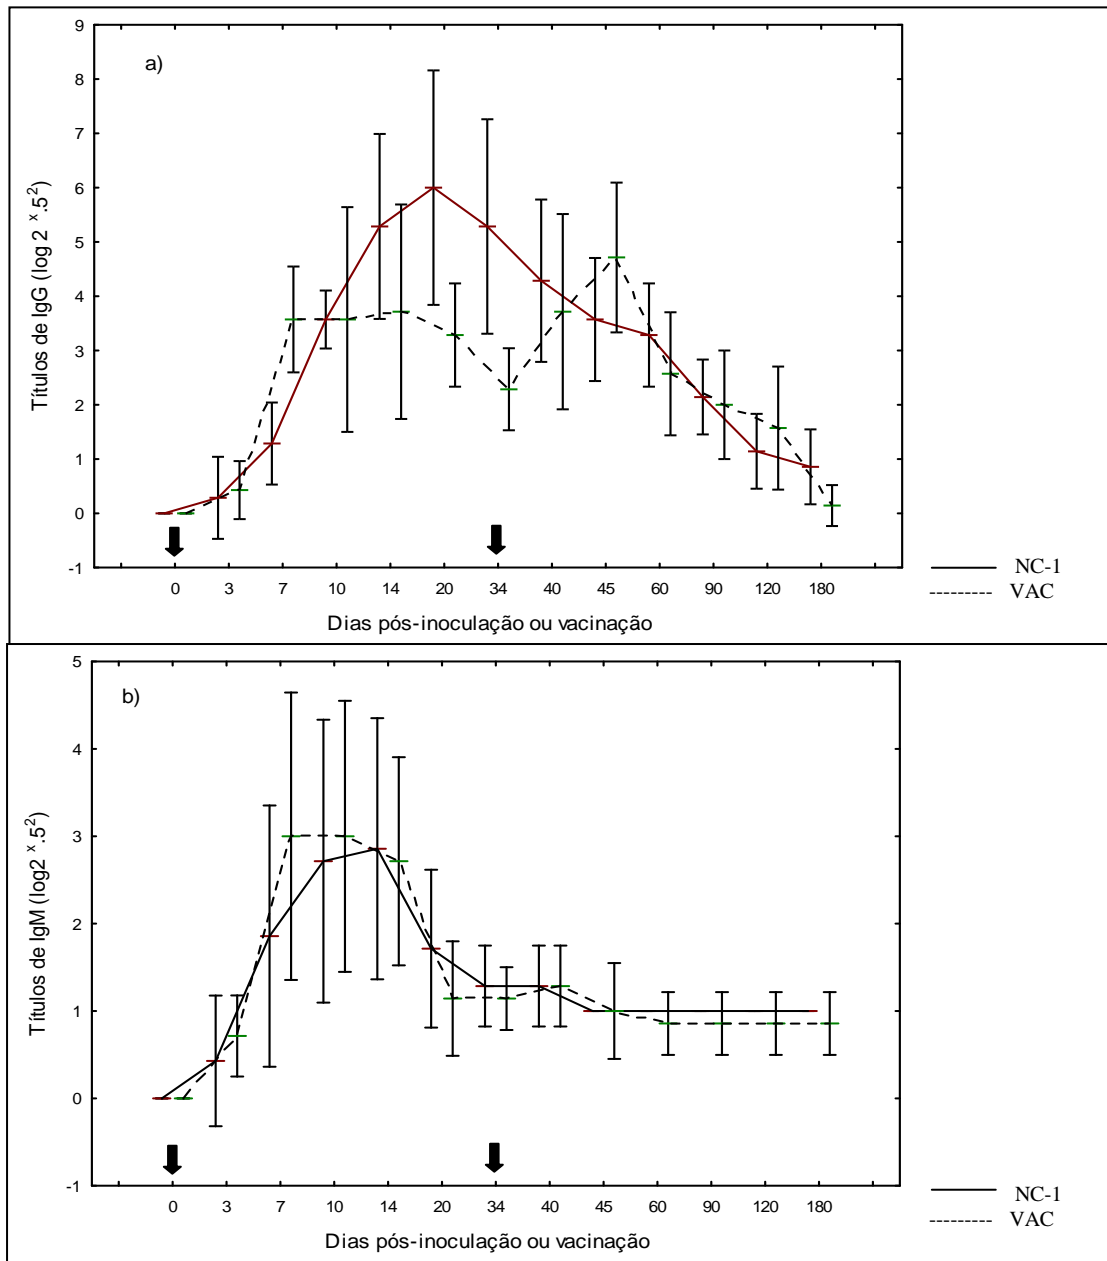 9
8
7
6
5
4
3
2
1
0
-1
a)
Títulos de IgG (log 2 ˣ .5²)
0 3 7 10 14 20 34 40 45 60 90 120 180
Dias pós-inoculação ou vacinação
NC-1
VAC
5
4
3
2
1
0
-1
b)
Títulos de IgM (log2 ˣ .5²)
0 3 7 10 14 20 34 40 45 60 90 120 180
Dias pós-inoculação ou vacinação
NC-1
VAC